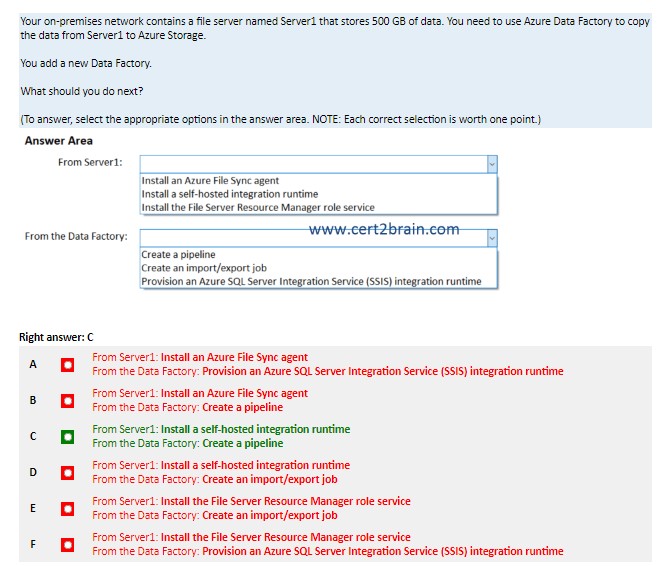 Your on-premises network contains a file server named Server1 that stores 500 GB of data. You need to use Azure Data Factory to copy
the data from Server1 to Azure Storage.
You add a new Data Factory.
What should you do next?
(To answer, select the appropriate options in the answer area. NOTE: Each correct selection is worth one point.)
Answer Area
From Server1:
Install an Azure File Sync agent
Install a self-hosted integration runtime
Install the File Server Resource Manager role service
www.cert2brain.com
From the Data Factory:
Create a pipeline
Create an import/export job
Provision an Azure SQL Server Integration Service (SSIS) integration runtime
Right answer: C
A
From Server1: Install an Azure File Sync agent
From the Data Factory: Provision an Azure SQL Server Integration Service (SSIS) integration runtime
B
From Server1: Install an Azure File Sync agent
From the Data Factory: Create a pipeline
C
From Server1: Install a self-hosted integration runtime
From the Data Factory: Create a pipeline
D
From Server1: Install a self-hosted integration runtime
From the Data Factory: Create an import/export job
E
From Server1: Install the File Server Resource Manager role service
From the Data Factory: Create an import/export job
F
From Server1: Install the File Server Resource Manager role service
From the Data Factory: Provision an Azure SQL Server Integration Service (SSIS) integration runtime